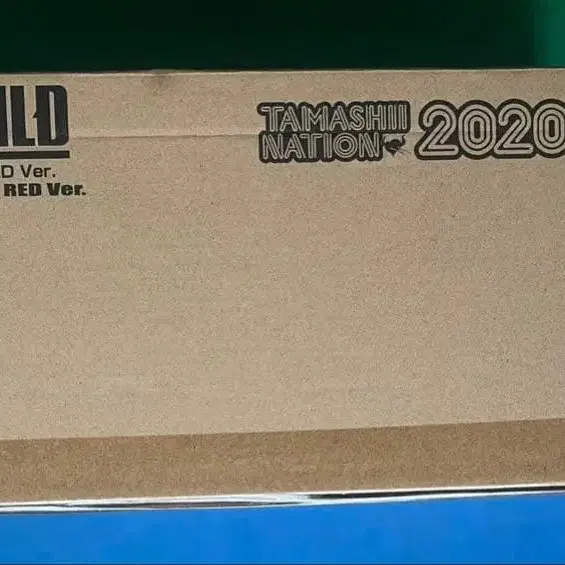 ILD
D Ver.
RED Ver.
TAMASHII
NATION 2020